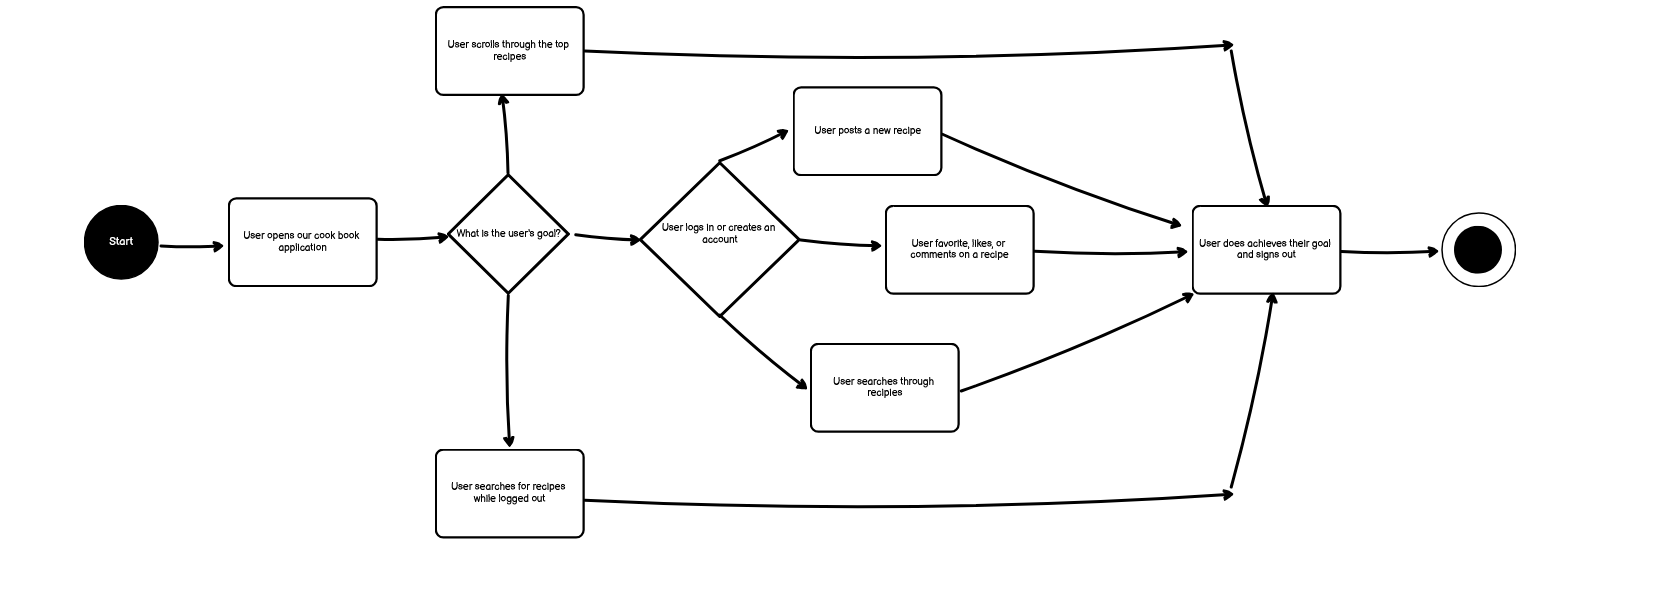 User scrolls through the top
recipes
User posts a new recipe
Start
User opens our cook book
application
What is the user's goal?
User logs in or creates an
account
User favorite, likes, or
comments on a recipe
User does achieves their goal
and signs out
User searches through
recipies
User searches for recipes
while logged out